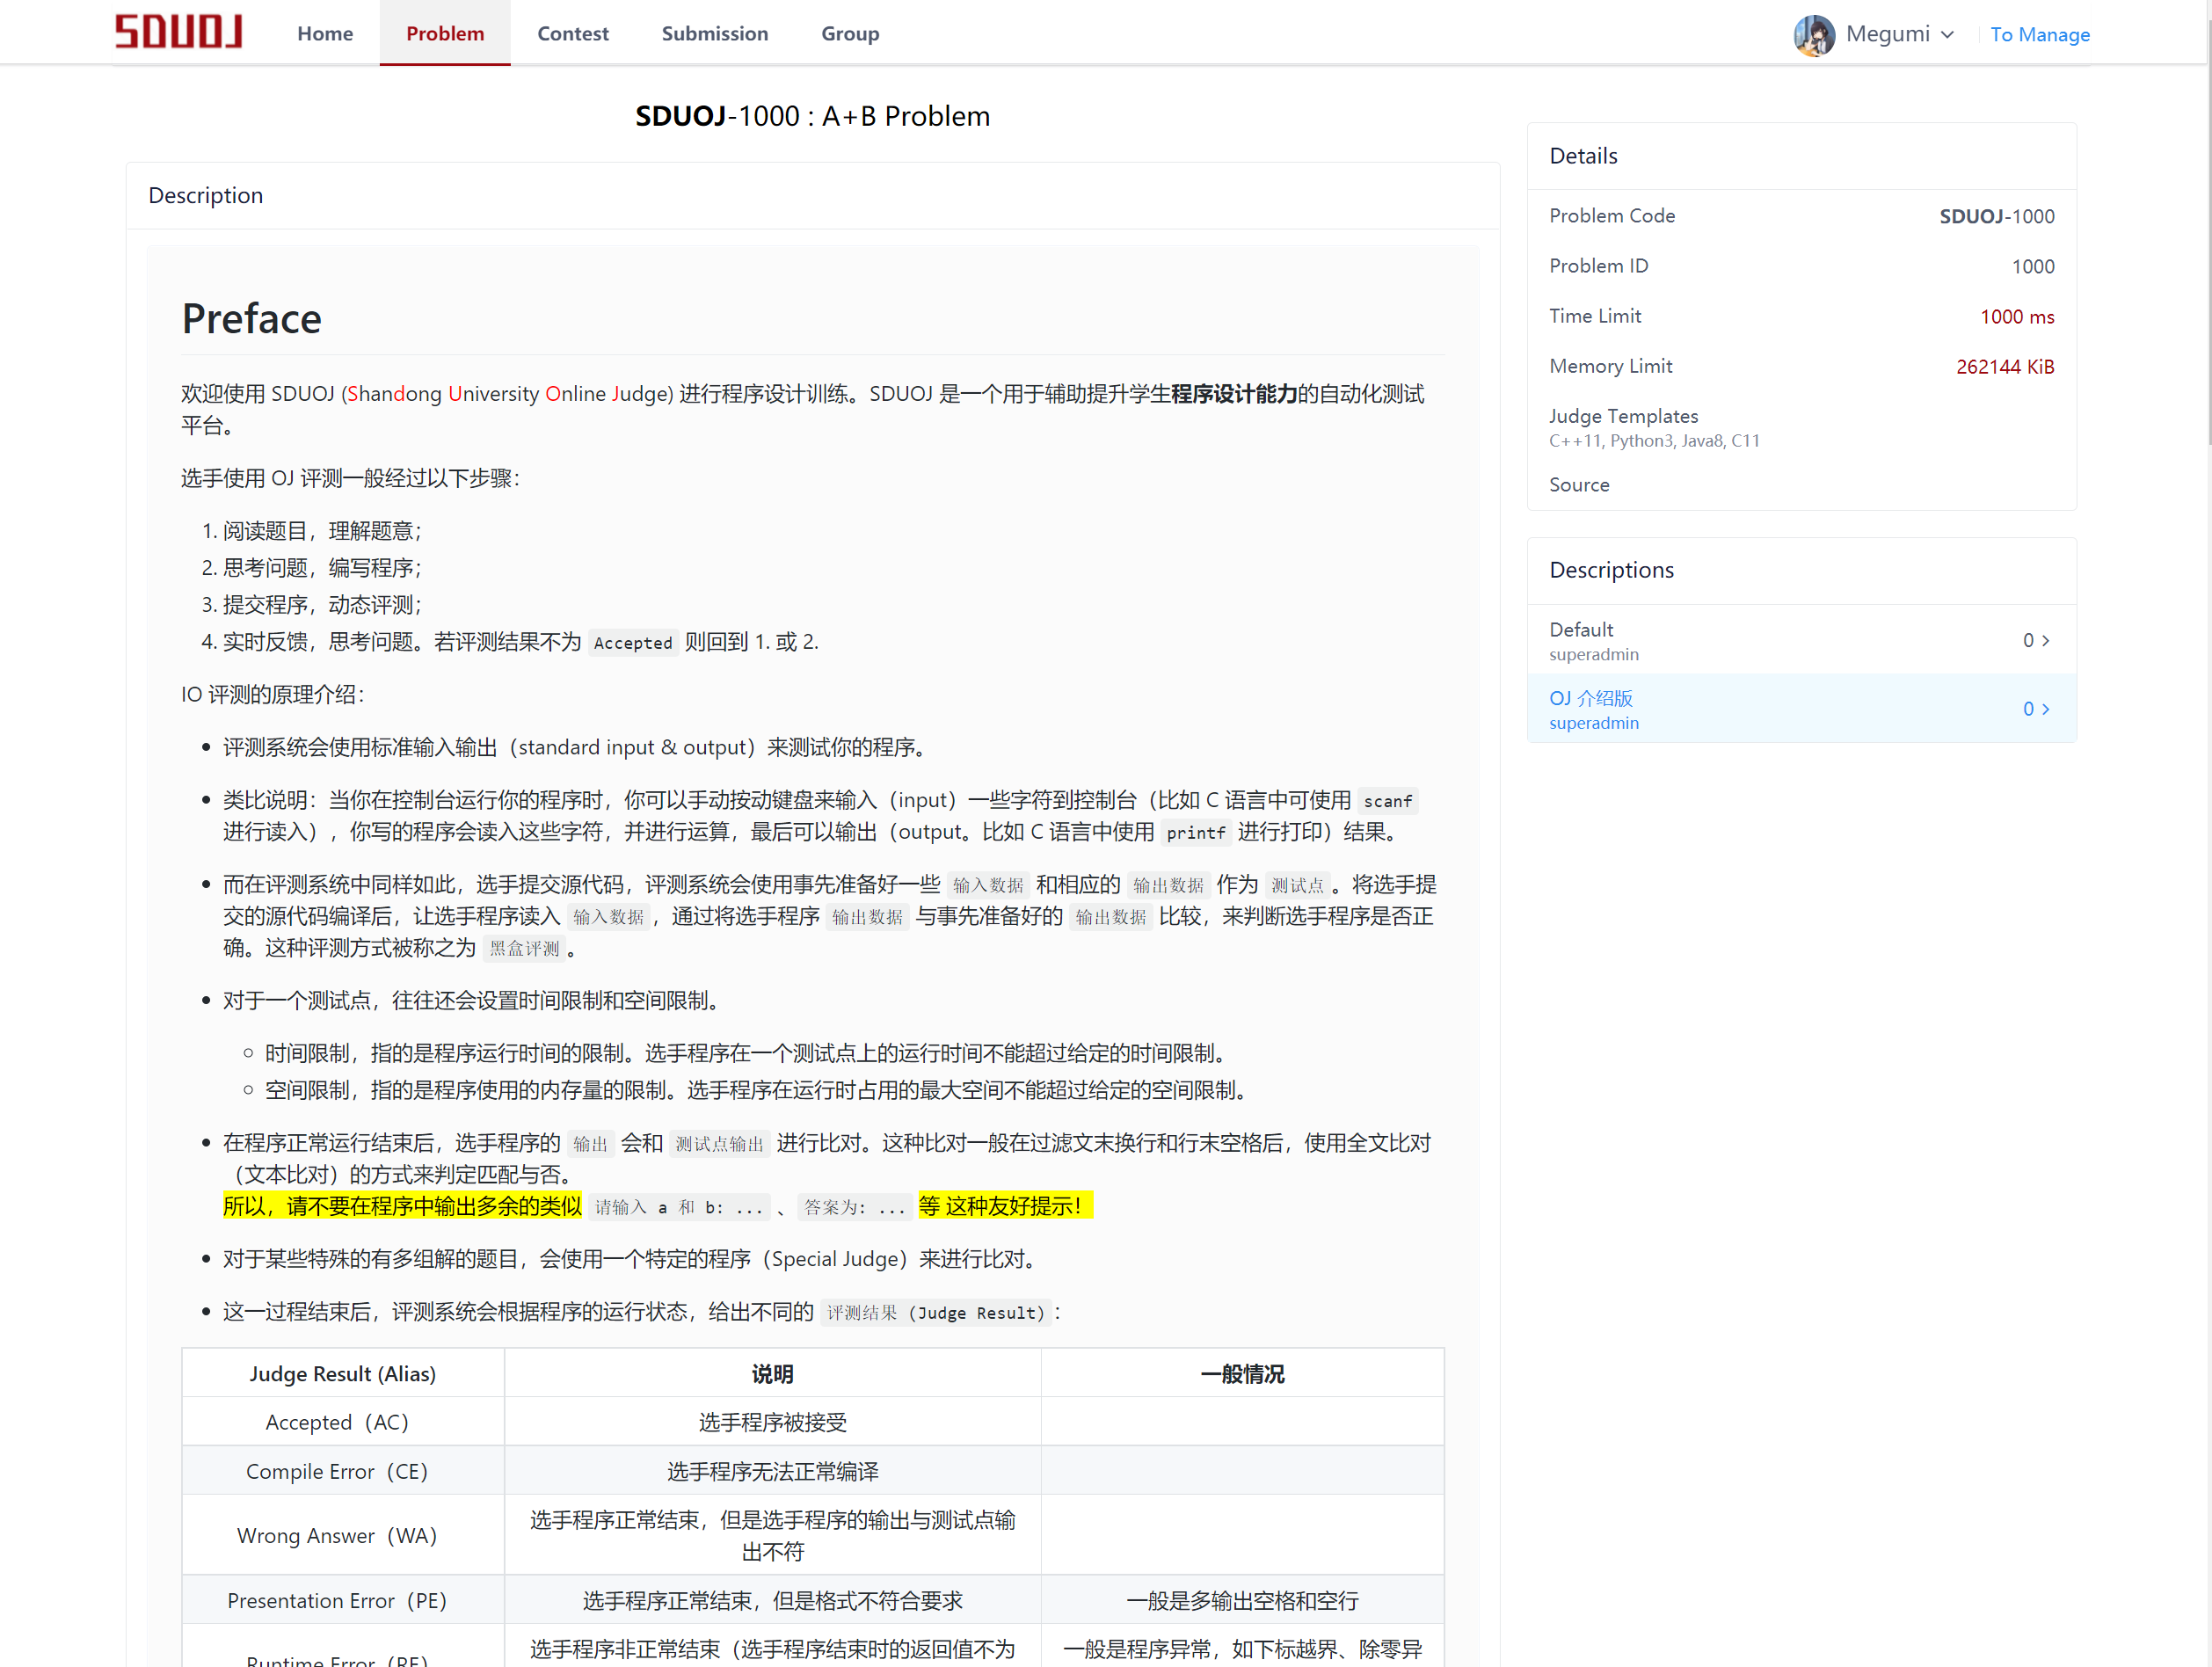 SDUOJ Home Problem Contest Submission Group Megumi To Manage
SDUOJ-1000 : A+B Problem
Description
Preface
欢迎使用 SDUOJ (Shandong University Online Judge) 进行程序设计训练。SDUOJ 是一个用于辅助提升学生程序设计能力的自动化测试
平台。
选手使用 OJ 评测一般经过以下步骤：
1. 阅读题目，理解题意；
2. 思考问题，编写程序；
3. 提交程序，动态评测；
4. 实时反馈，思考问题。若评测结果不为 Accepted 则回到 1. 或 2.
IO 评测的原理介绍：
• 评测系统会使用标准输入输出（standard input & output）来测试你的程序。
• 类比说明：当你在控制台运行你的程序时，你可以手动按动键盘来输入（input）一些字符到控制台（比如 C 语言中可使用 scanf
进行读入），你写的程序会读入这些字符，并进行运算，最后可以输出（output。比如 C 语言中使用 printf 进行打印）结果。
• 而在评测系统中同样如此，选手提交源代码，评测系统会使用事先准备好一些 输入数据 和相应的 输出数据 作为 测试点。将选手提
交的源代码编译后，让选手程序读入 输入数据，通过将选手程序 输出数据 与事先准备好的 输出数据 比较，来判断选手程序是否正
确。这种评测方式被称之为 黑盒评测。
• 对于一个测试点，往往还会设置时间限制和空间限制。
◦ 时间限制，指的是程序运行时间的限制。选手程序在一个测试点上的运行时间不能超过给定的时间限制。
◦ 空间限制，指的是程序使用的内存量的限制。选手程序在运行时占用的最大空间不能超过给定的空间限制。
• 在程序正常运行结束后，选手程序的 输出 会和 测试点输出 进行比对。这种比对一般在过滤文末换行和行末空格后，使用全文比对
（文本比对）的方式来判定匹配与否。
所以，请不要在程序中输出多余的类似 请输入 a 和 b: ... 、 答案为: ... 等 这种友好提示！
• 对于某些特殊的有多组解的题目，会使用一个特定的程序（Special Judge）来进行比对。
• 这一过程结束后，评测系统会根据程序的运行状态，给出不同的 评测结果 (Judge Result)：
Judge Result (Alias) 说明 一般情况
Accepted（AC） 选手程序被接受
Compile Error（CE） 选手程序无法正常编译
Wrong Answer（WA） 选手程序正常结束，但是选手程序的输出与测试点输
出不符
Presentation Error（PE） 选手程序正常结束，但是格式不符合要求 一般是多输出空格和空行
Runtime Error（RE） 选手程序非正常结束（选手程序结束时的返回值不为 一般是程序异常，如下标越界、除零异
Details
Problem Code SDUOJ-1000
Problem ID 1000
Time Limit 1000 ms
Memory Limit 262144 KiB
Judge Templates
C++11, Python3, Java8, C11
Source
Descriptions
Default 0 >
superadmin
OJ 介绍版 0 >
superadmin